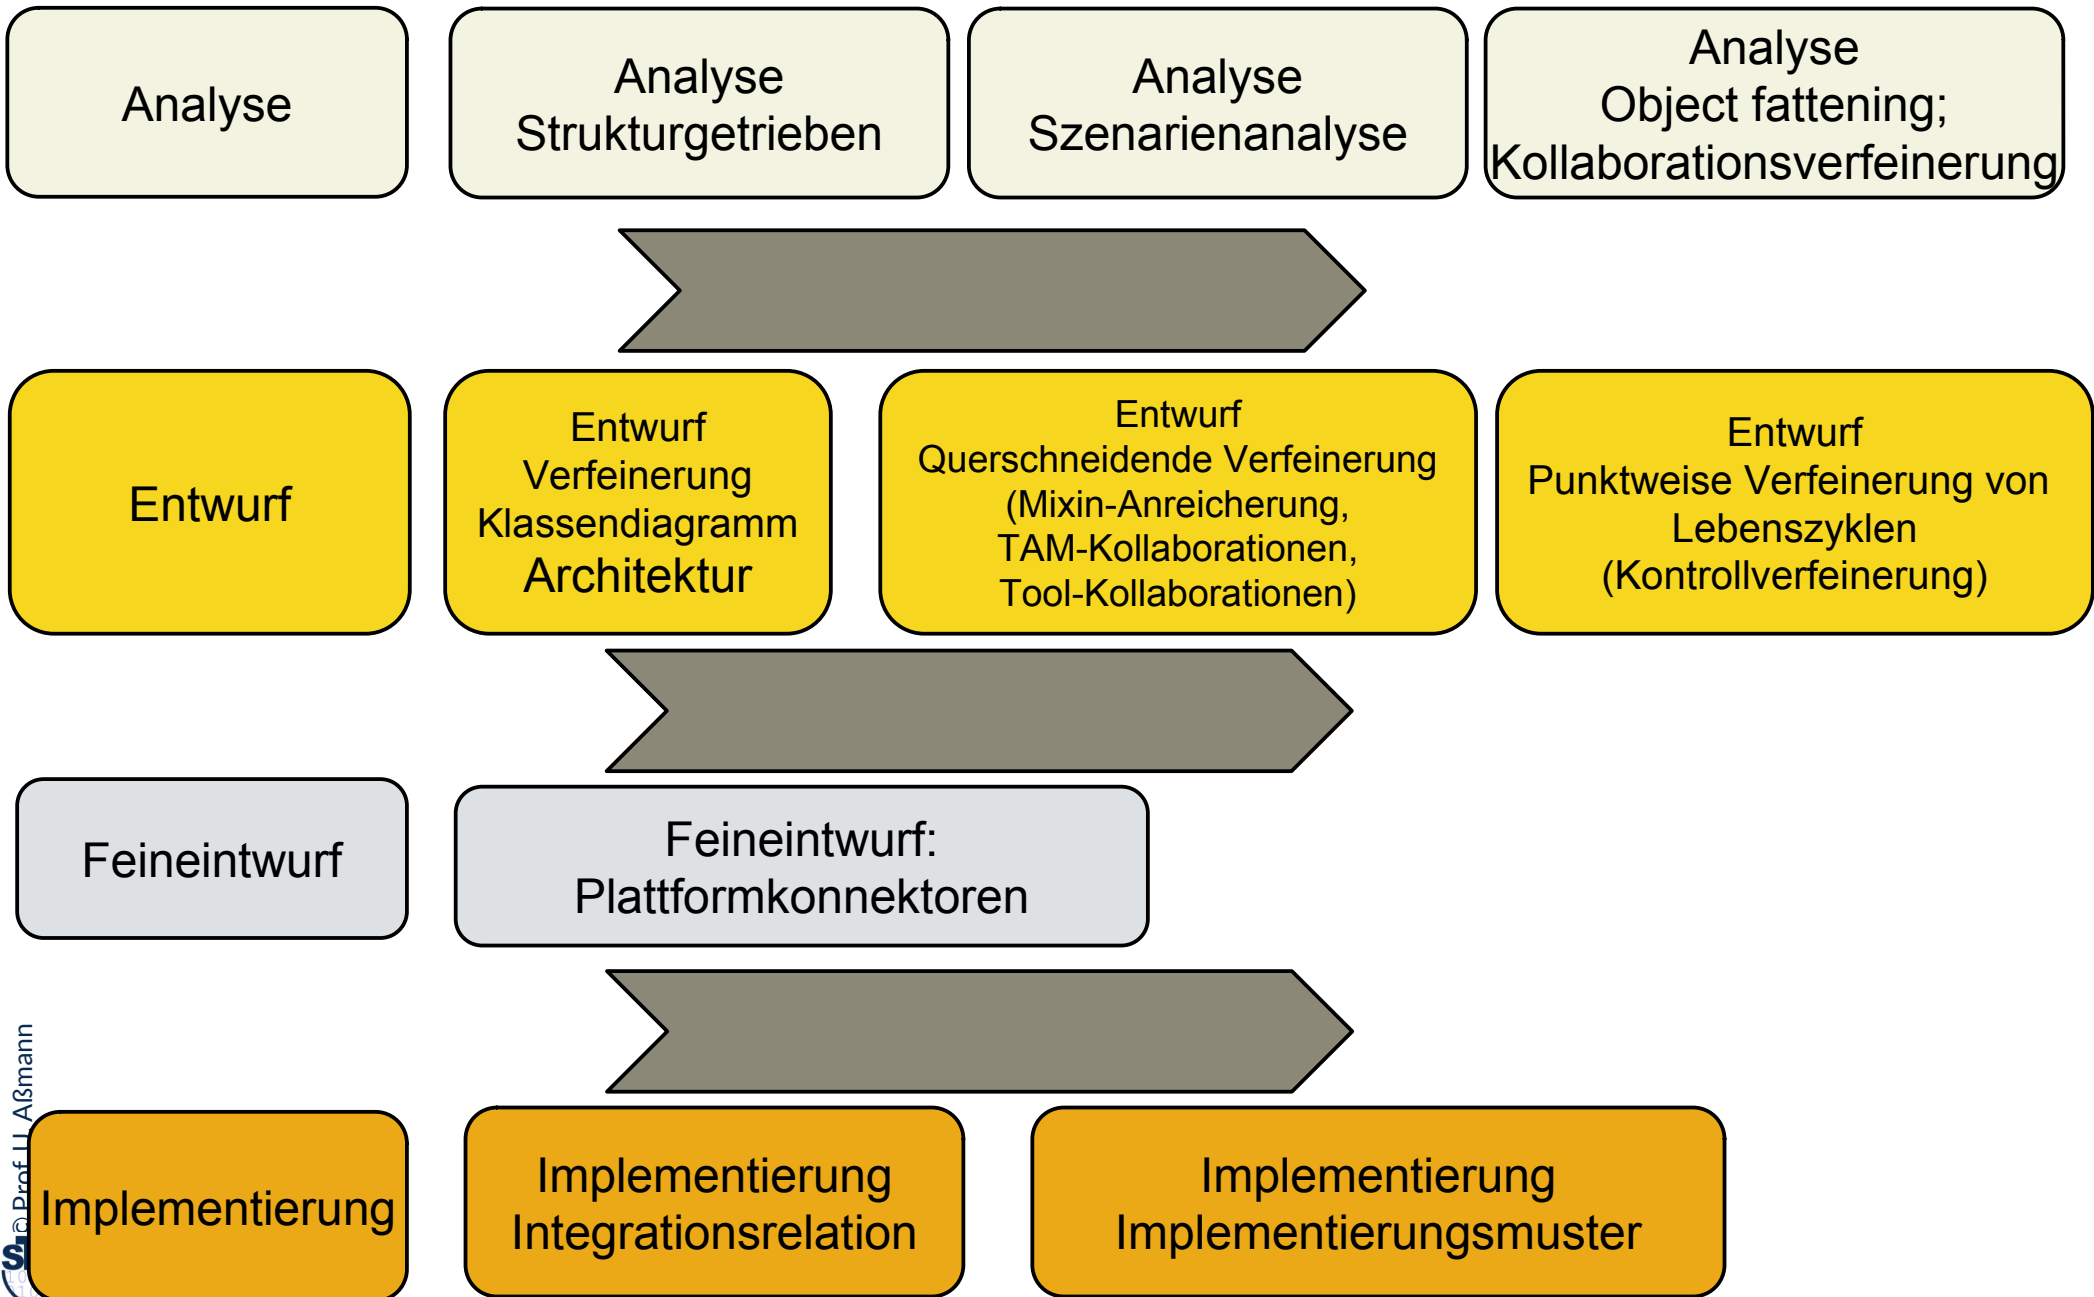 Analyse
Analyse
Strukturgetrieben
Analyse
Szenarienanalyse
Analyse
Object fattening;
Kollaborationsverfeinerung
Entwurf
Entwurf
Verfeinerung
Klassendiagramm
Architektur
Entwurf
Querschneidende Verfeinerung
(Mixin-Anreicherung,
TAM-Kollaborationen,
Tool-Kollaborationen)
Entwurf
Punktweise Verfeinerung von
Lebenszyklen
(Kontrollverfeinerung)
Feineintwurf
Feineintwurf:
Plattformkonnektoren
Implementierung
Implementierung
Integrationsrelation
Implementierung
Implementierungsmuster
© Prof. U. Aßmann